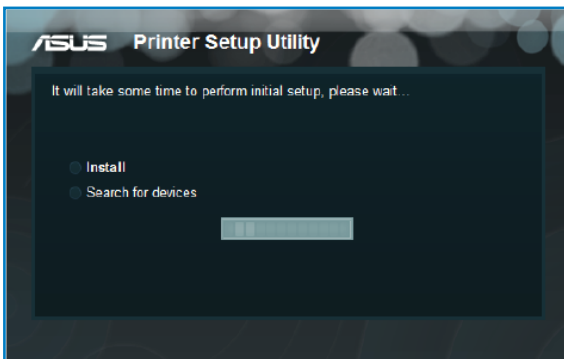 ASUS Printer Setup Utility
It will take some time to perform initial setup, please wait...
Install
Search for devices